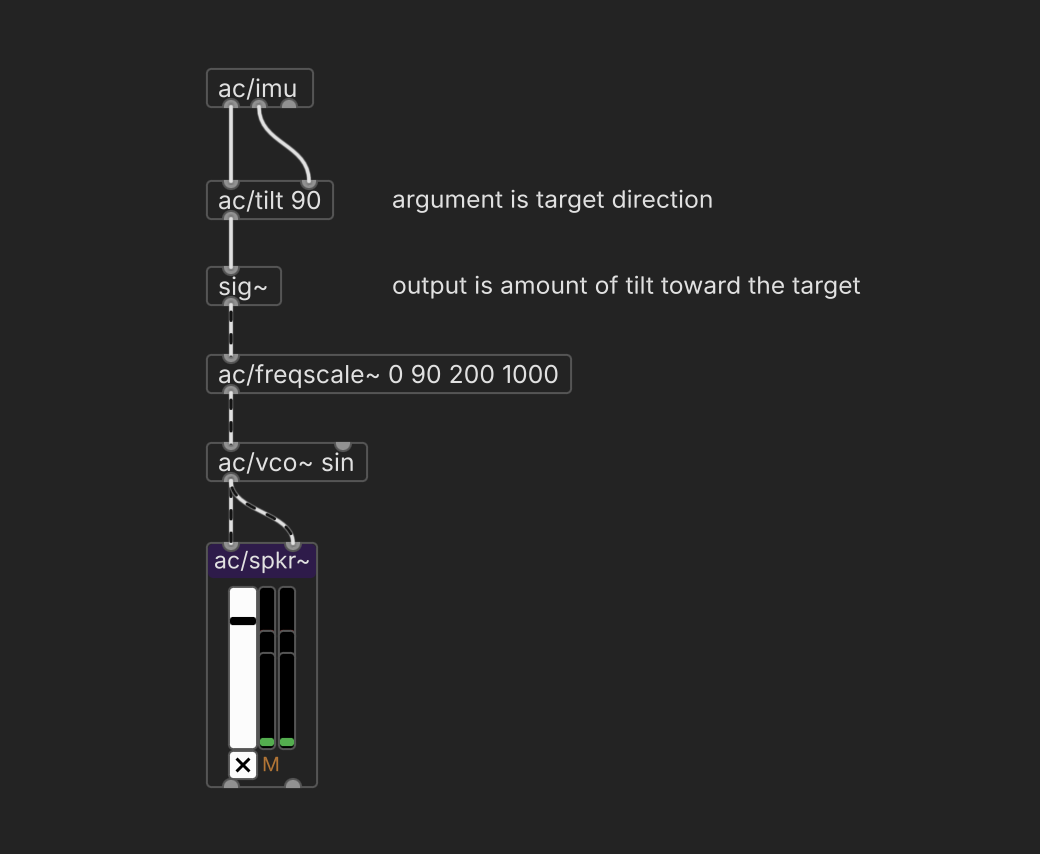 ac/imu
ac/tilt 90
argument is target direction
sig~
output is amount of tilt toward the target
ac/freqscale~ 0 90 200 1000
ac/vco~ sin
ac/spkr~
M